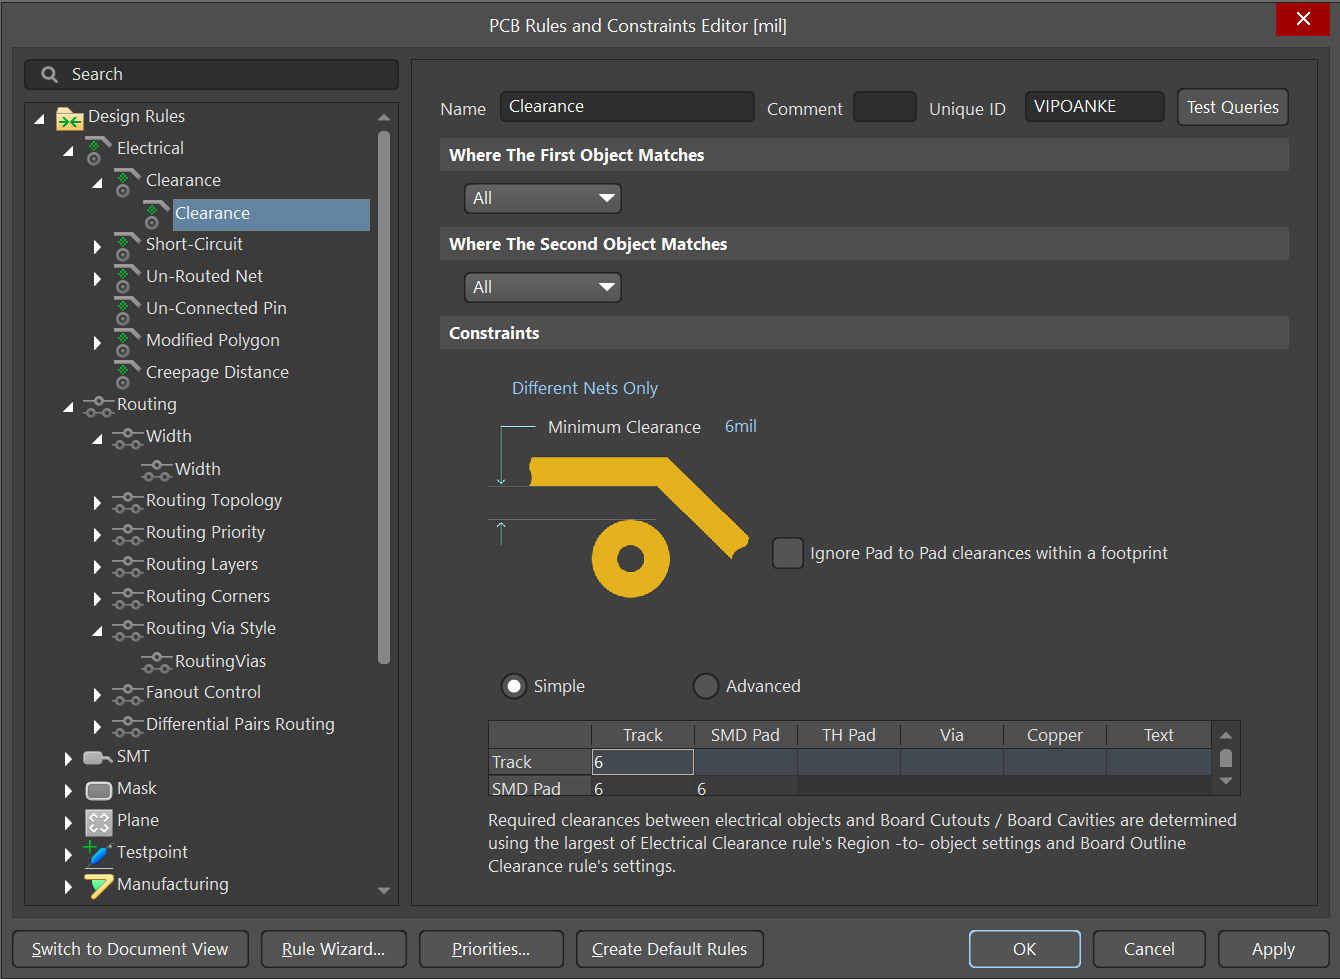 PCB Rules and Constraints Editor [mil]
Search
Design Rules
Electrical
Clearance
Clearance
Short-Circuit
Un-Routed Net
Un-Connected Pin
Modified Polygon
Creepage Distance
Routing
Width
Width
Routing Topology
Routing Priority
Routing Layers
Routing Corners
Routing Via Style
RoutingVias
Fanout Control
Differential Pairs Routing
SMT
Mask
Plane
Testpoint
Manufacturing
Name Clearance Comment Unique ID VIPOANKE Test Queries
Where The First Object Matches
All
Where The Second Object Matches
All
Constraints
Different Nets Only
Minimum Clearance 6mil
Ignore Pad to Pad clearances within a footprint
Simple Advanced
Track SMD Pad TH Pad Via Copper Text
Track 6
SMD Pad 6 6
Required clearances between electrical objects and Board Cutouts / Board Cavities are determined
using the largest of Electrical Clearance rule's Region -to- object settings and Board Outline
Clearance rule's settings.
Switch to Document View Rule Wizard... Priorities... Create Default Rules OK Cancel Apply